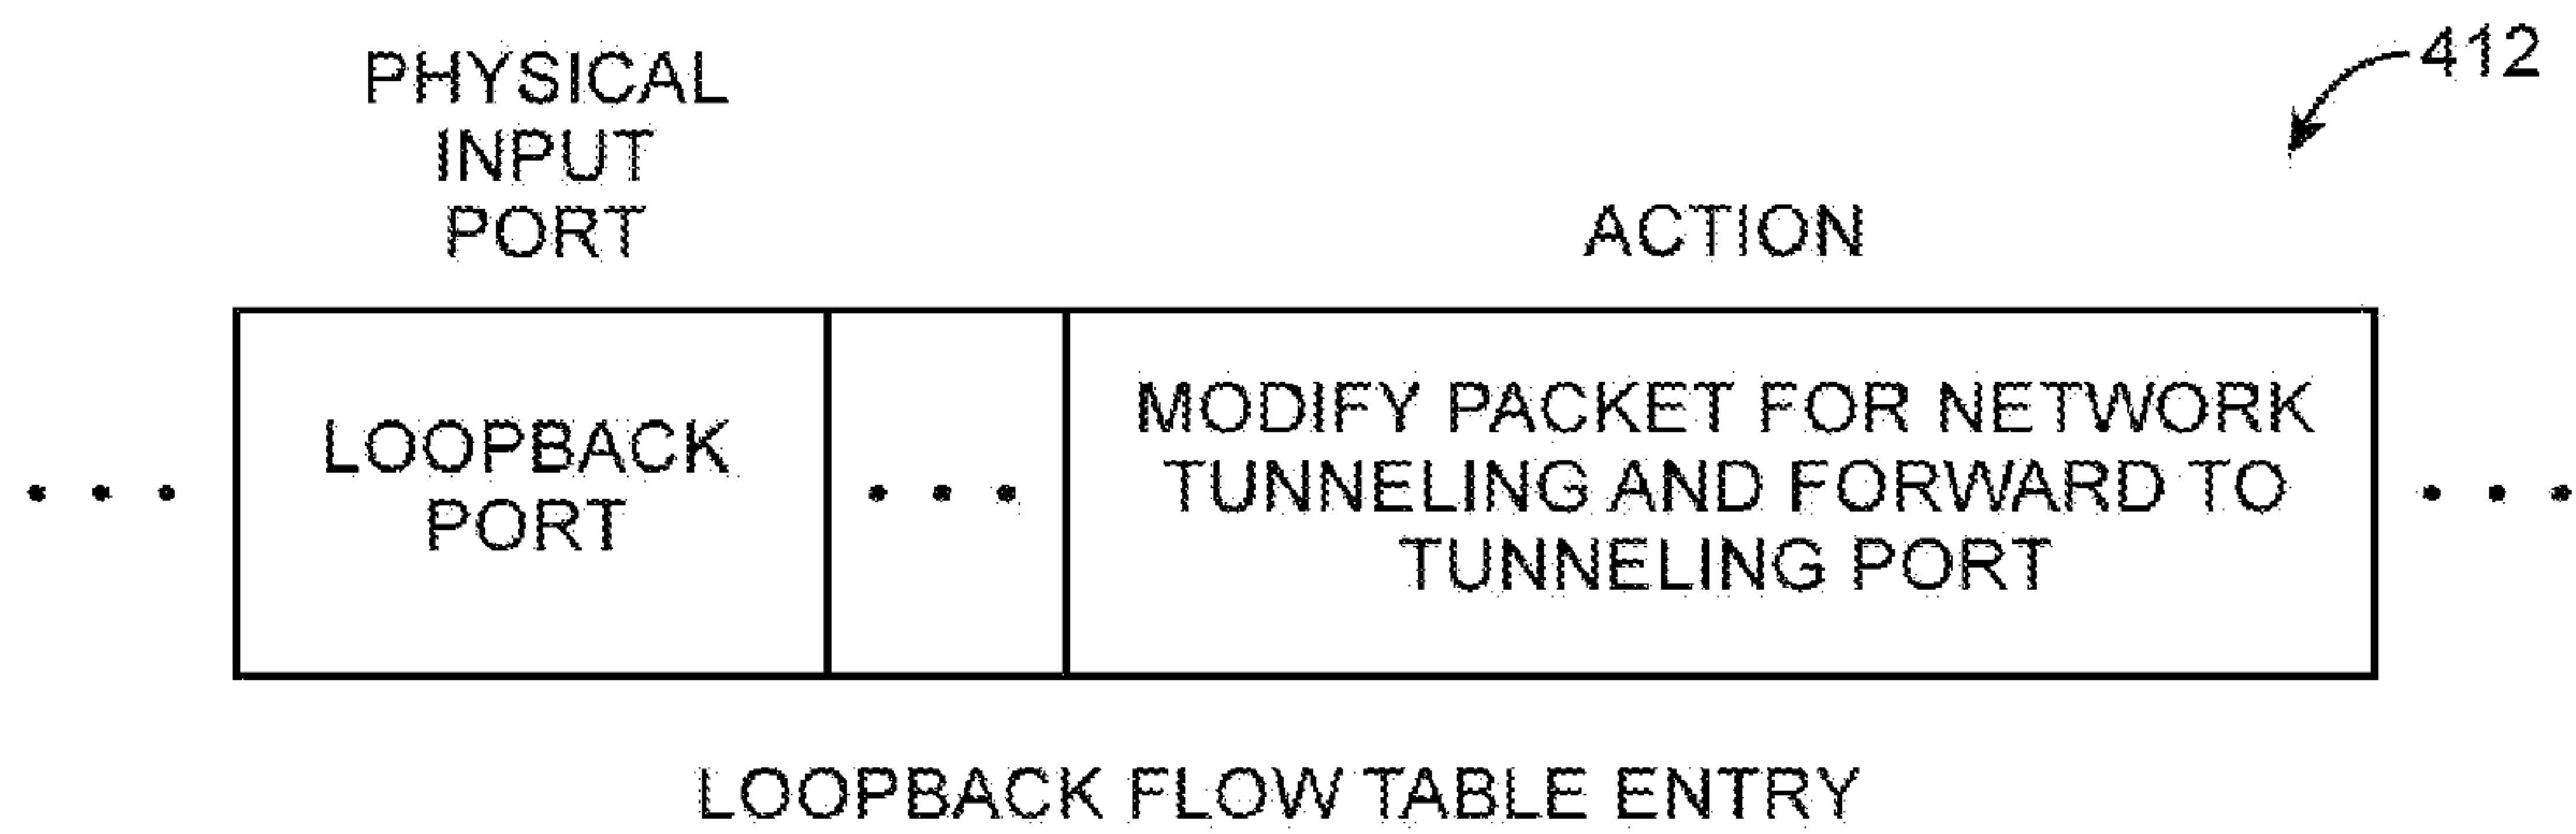 412
PHYSICAL
INPUT
PORT
ACTION
LOOPBACK
PORT
• • •
• • •
MODIFY PACKET FOR NETWORK
TUNNELING AND FORWARD TO
TUNNELING PORT
• • •
LOOPBACK FLOW TABLE ENTRY